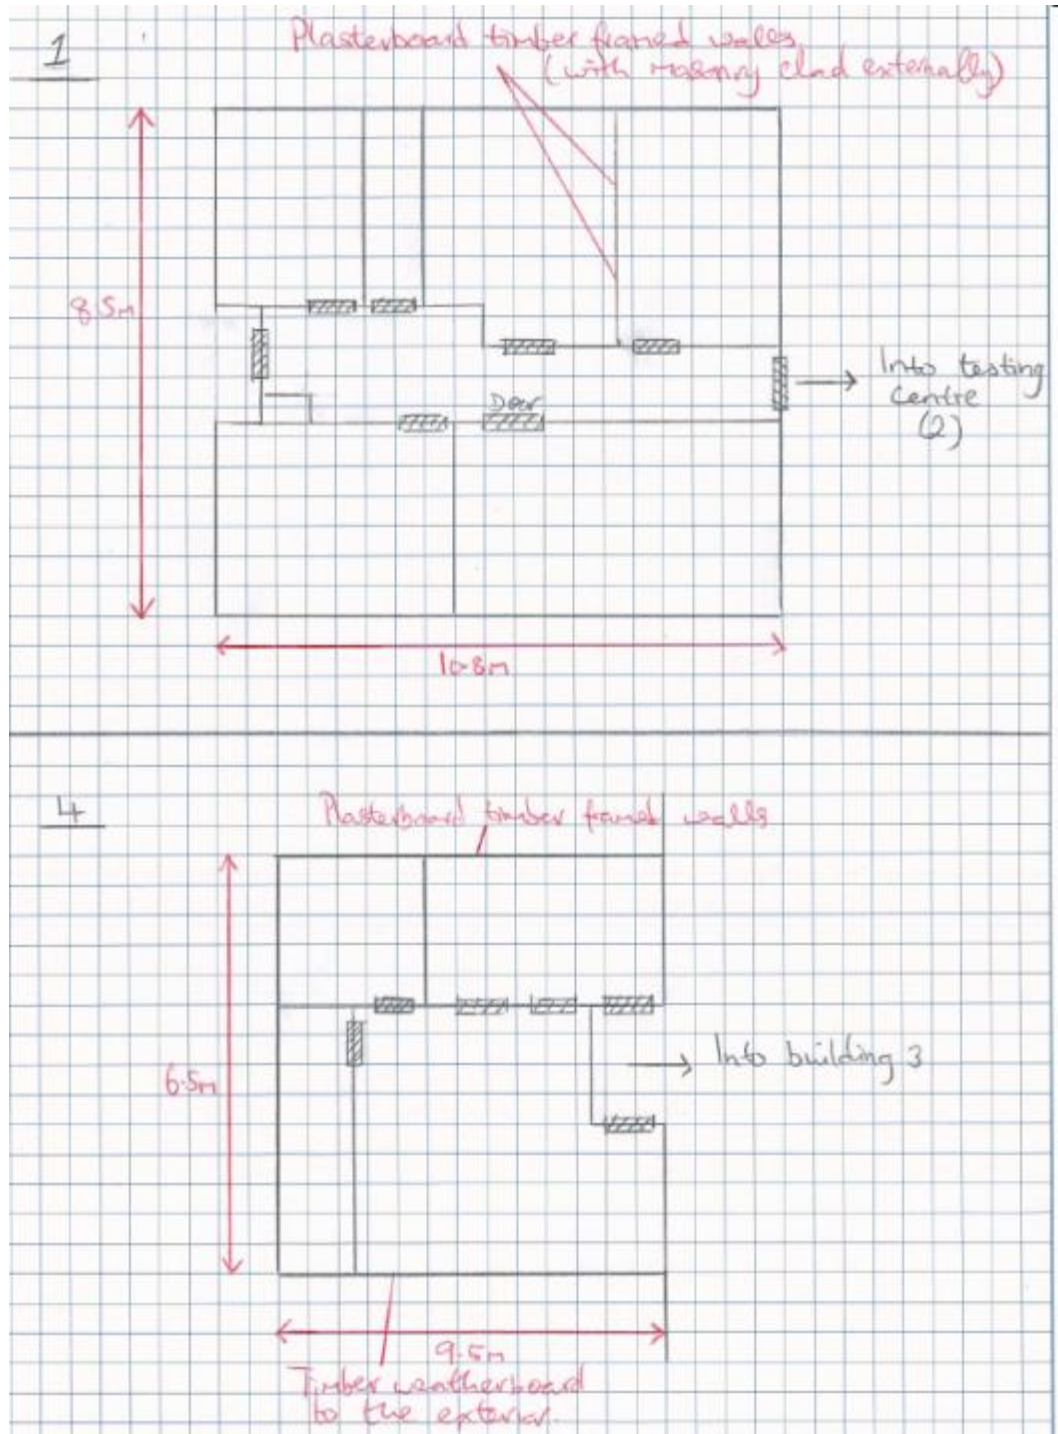 1
Plasterboard timber framed walls
(with masonry clad externally)
8.5m
Door
Into testing
Centre
(2)
10.8m
4
Plasterboard timber framed walls
6.5m
Into building 3
9.5m
Timber weatherboard
to the exterior.